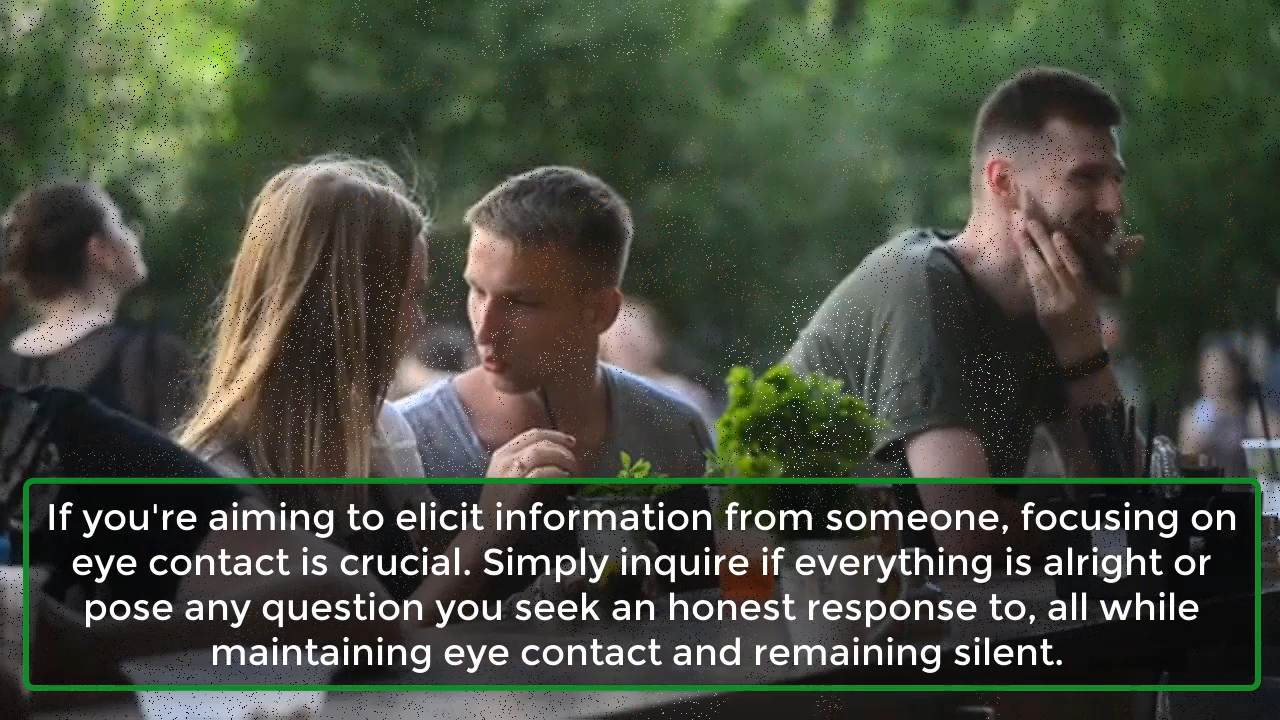 If you're aiming to elicit information from someone, focusing on
eye contact is crucial. Simply inquire if everything is alright or
pose any question you seek an honest response to, all while
maintaining eye contact and remaining silent.